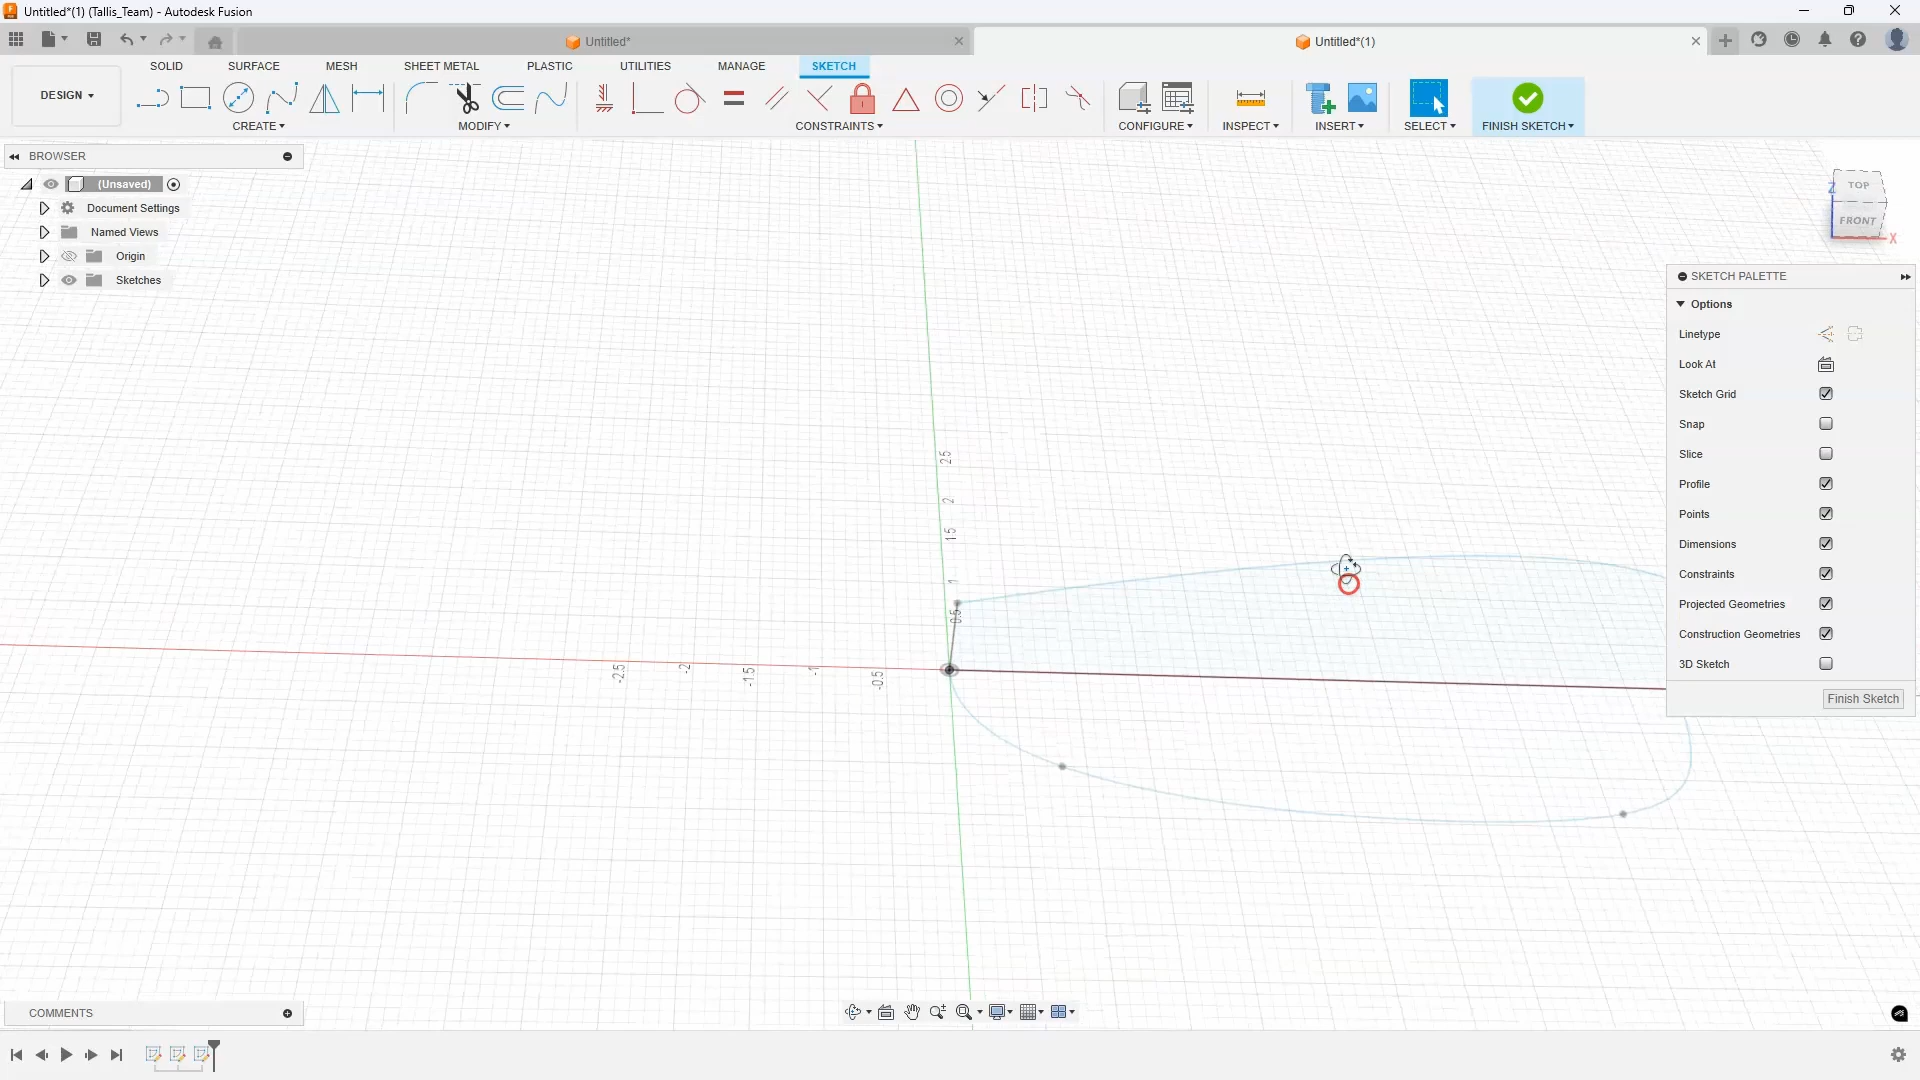 Untitled*(1) (Tallis_Team) - Autodesk Fusion
Untitled*
Untitled*(1)
SOLID SURFACE MESH SHEET METAL PLASTIC UTILITIES MANAGE SKETCH
DESIGN
CREATE MODIFY CONSTRAINTS CONFIGURE INSPECT INSERT SELECT FINISH SKETCH
BROWSER
(Unsaved)
Document Settings
Named Views
Origin
Sketches
TOP
FRONT
Z
X
SKETCH PALETTE
Options
Linetype
Look At
Sketch Grid
Snap
Slice
Profile
Points
Dimensions
Constraints
Projected Geometries
Construction Geometries
3D Sketch
Finish Sketch
2.5
2
1.5
1
0.5
-2.5
-2
-1.5
-1
-0.5
COMMENTS